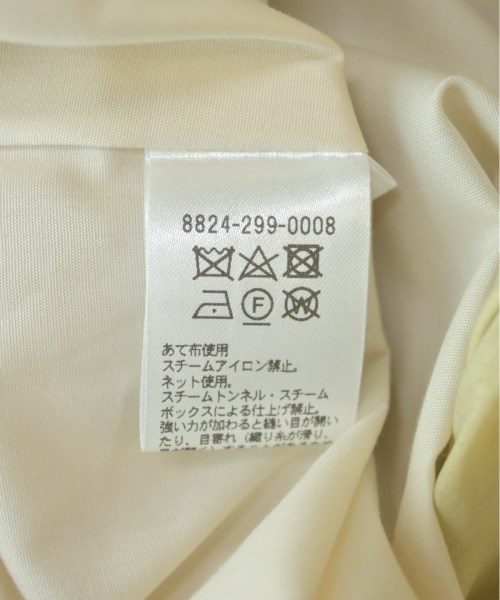 8824-299-0008
F W
あて布使用
スチームアイロン禁止。
ネット使用。
スチームトンネル・スチーム
ボックスによる仕上げ禁止。
強い力が加わると縫い目が開い
たり、目寄れ（織り糸が滑り、